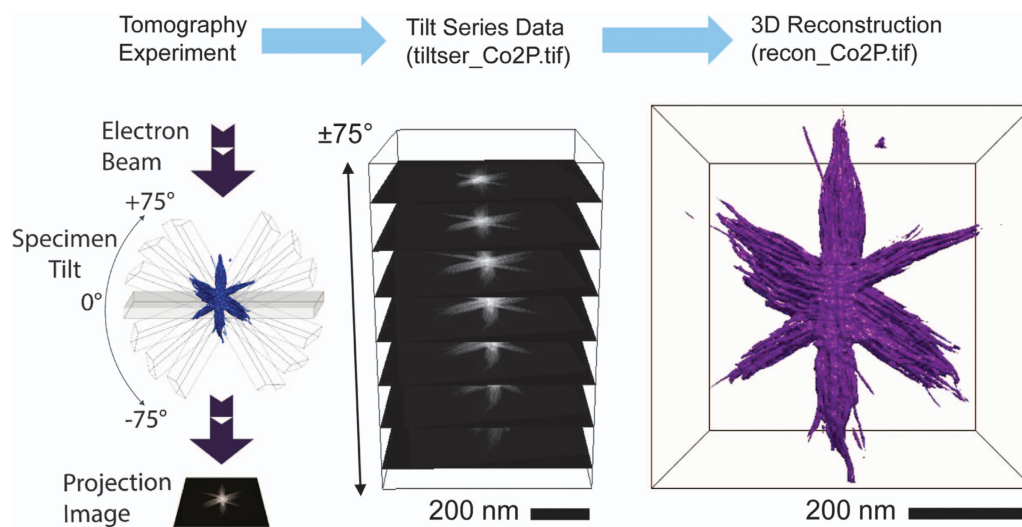 Tomography
Experiment
Tilt Series Data
(tiltser_Co2P.tif)
3D Reconstruction
(recon_Co2P.tif)
Electron
Beam
+75°
Specimen
Tilt
0°
-75°
Projection
Image
±75°
200 nm
200 nm